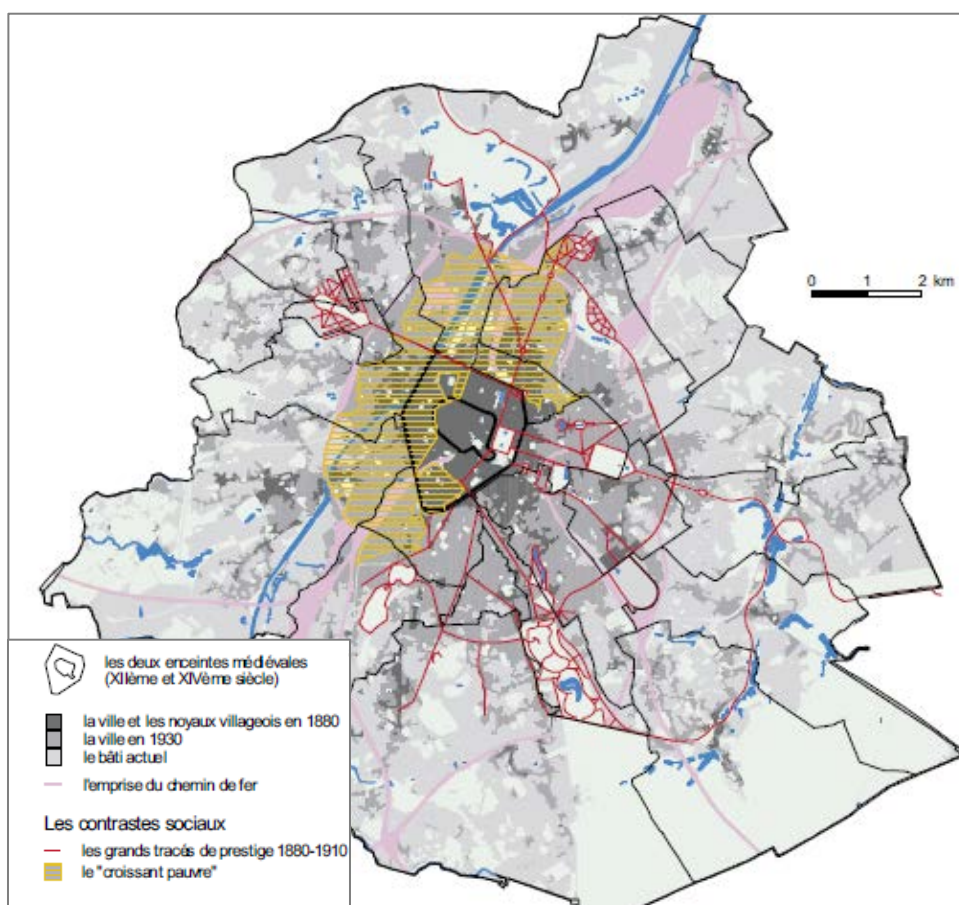 0 1 2 km
les deux enceintes médiévales
(XIIème et XIVème siècle)
la ville et les noyaux villageois en 1880
la ville en 1930
le bâti actuel
l'emprise du chemin de fer
Les contrastes sociaux
les grands tracés de prestige 1880-1910
le "croissant pauvre"